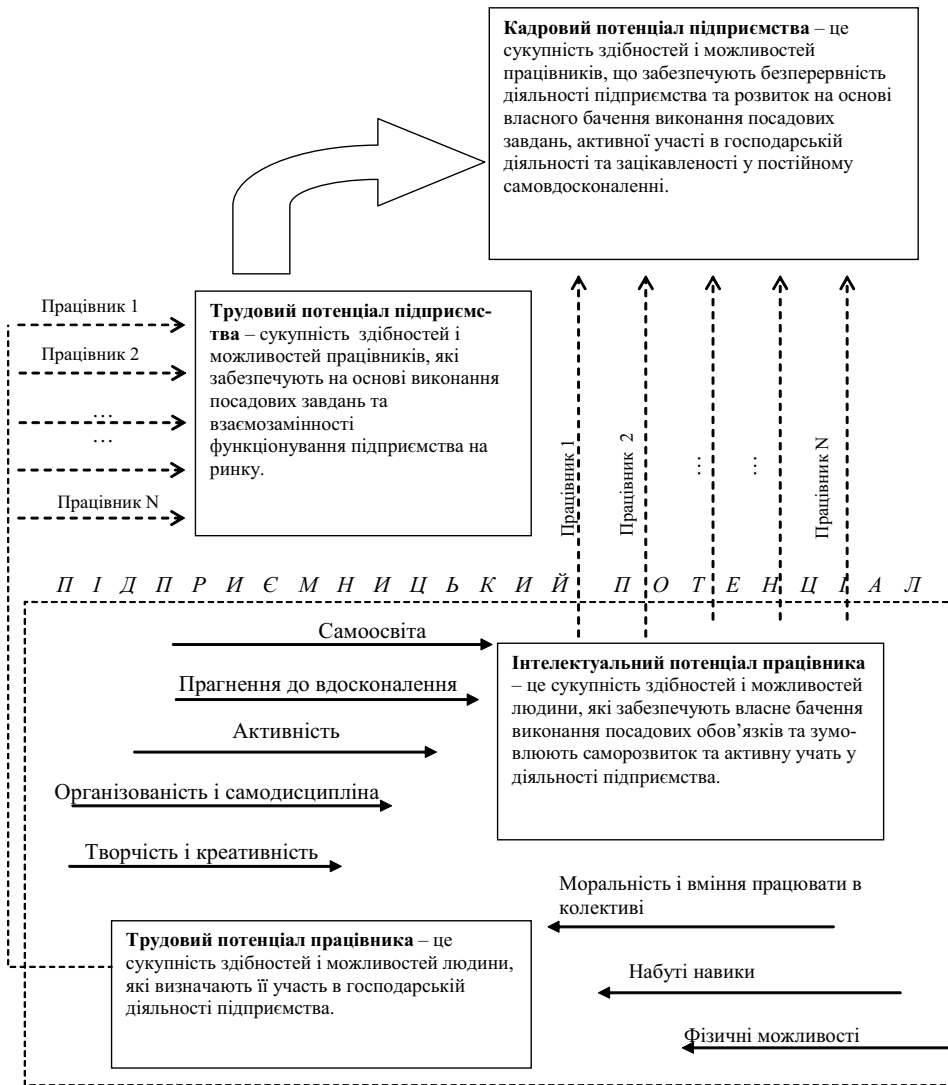 Кадровий потенціал підприємства – це
сукупність здібностей і можливостей
працівників, що забезпечують безперервність
діяльності підприємства та розвиток на основі
власного бачення виконання посадових
завдань, активної участі в господарській
діяльності та зацікавленості у постійному
самовдосконаленні.
Працівник 1
Працівник 2
…
…
Працівник N
Трудовий потенціал підприємс-
тва – сукупність здібностей і
можливостей працівників, які
забезпечують на основі виконання
посадових завдань та
взаємозамінності
функціонування підприємства на
ринку.
Працівник 1
Працівник 2
…
…
Працівник N
П І Д П Р И Є М Н И Ц Ь К И Й П О Т Е Н Ц І А Л
Самоосвіта
Прагнення до вдосконалення
Активність
Організованість і самодисципліна
Творчість і креативність
Інтелектуальний потенціал працівника
– це сукупність здібностей і можливостей
людини, які забезпечують власне бачення
виконання посадових обов’язків та зумо-
влюють саморозвиток та активну учать у
діяльності підприємства.
Моральність і вміння працювати в
колективі
Набуті навики
Фізичні можливості
Трудовий потенціал працівника – це
сукупність здібностей і можливостей людини,
які визначають її участь в господарській
діяльності підприємства.